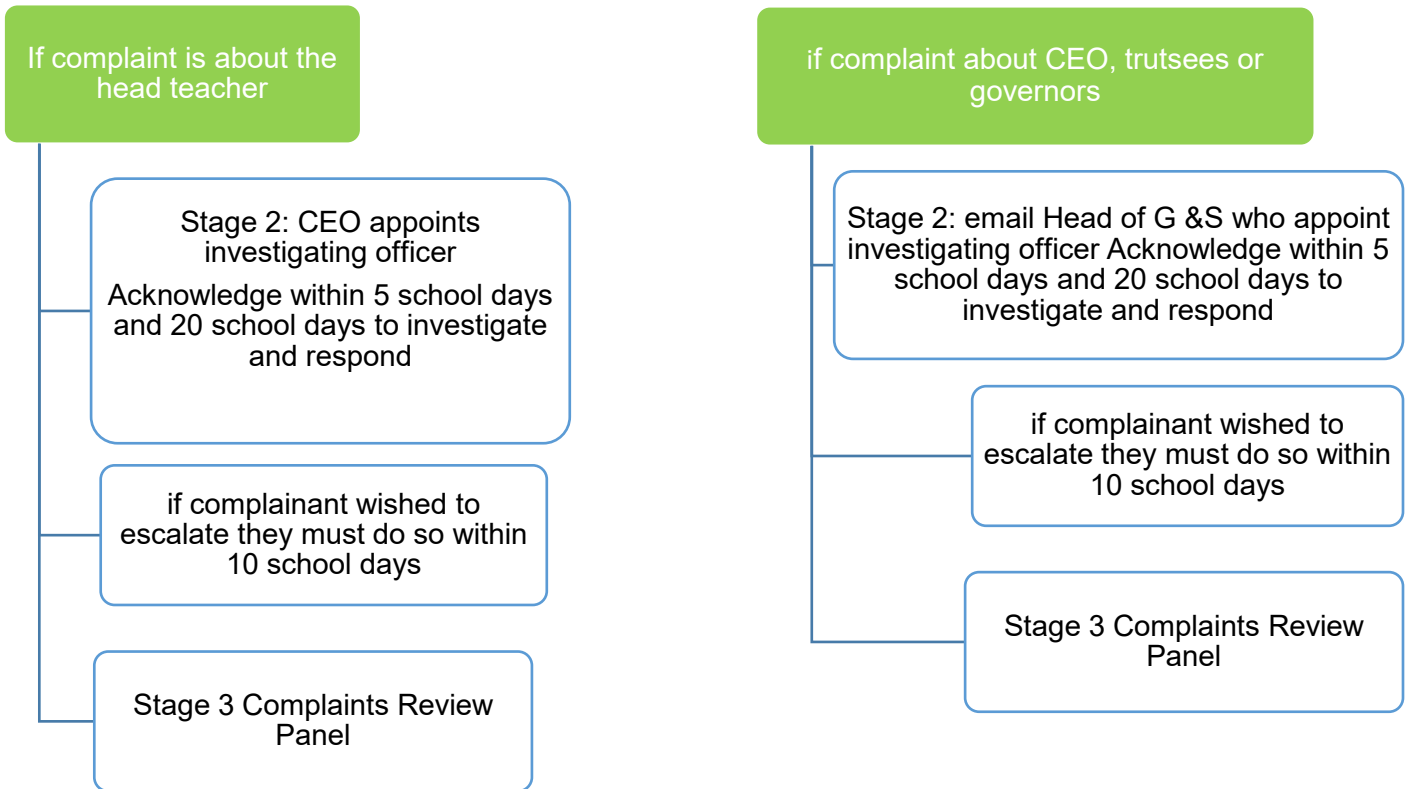 If complaint is about the
head teacher
Stage 2: CEO appoints
investigating officer
Acknowledge within 5 school days
and 20 school days to investigate
and respond
if complainant wished to
escalate they must do so within
10 school days
Stage 3 Complaints Review
Panel
if complaint about CEO, trutsees or
governors
Stage 2: email Head of G &S who appoint
investigating officer Acknowledge within 5
school days and 20 school days to
investigate and respond
if complainant wished to
escalate they must do so within
10 school days
Stage 3 Complaints Review
Panel